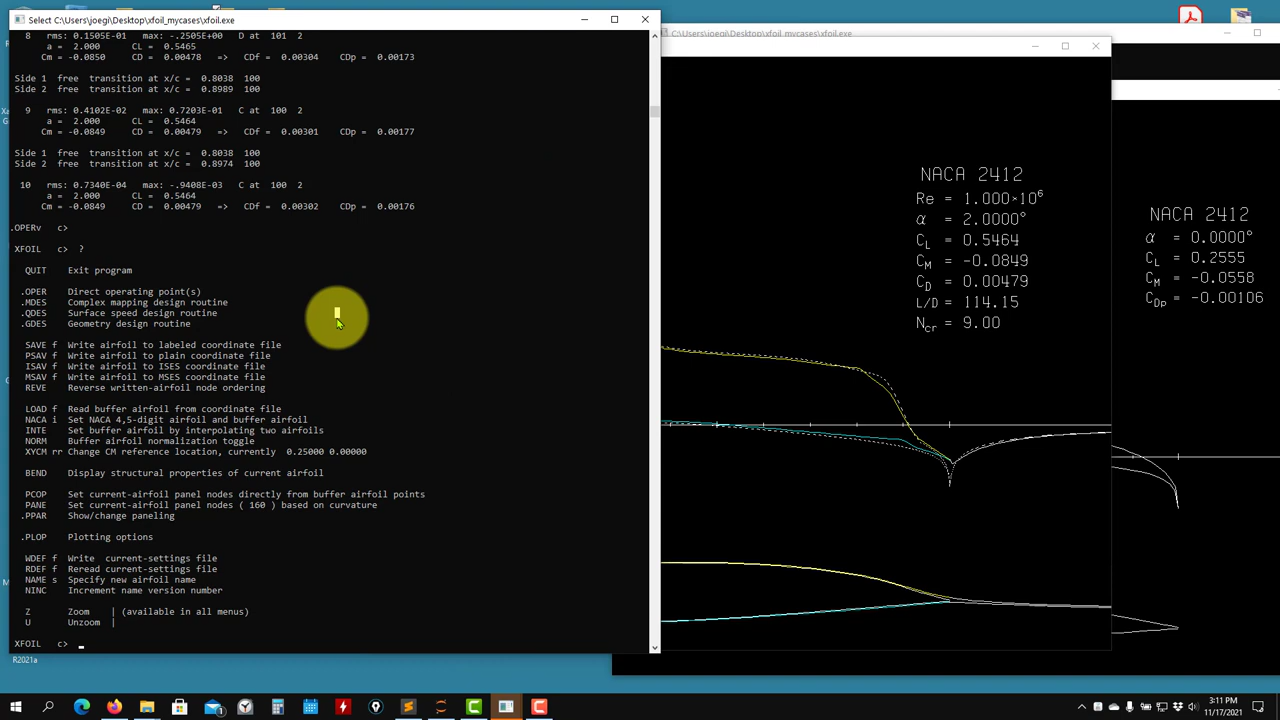 Select C:\Users\joegi\Desktop\xfoil_mycases\xfoil.exe
8 rms: 0.1505E-01 max: -.2505E+00 D at 101 2
a = 2.000 CL = 0.5465
Cm = -0.0850 CD = 0.00478 => CDf = 0.00304 CDp = 0.00173
Side 1 free transition at x/c = 0.8038 100
Side 2 free transition at x/c = 0.8989 100
9 rms: 0.4102E-02 max: 0.7203E-01 C at 100 2
a = 2.000 CL = 0.5464
Cm = -0.0849 CD = 0.00479 => CDf = 0.00301 CDp = 0.00177
Side 1 free transition at x/c = 0.8038 100
Side 2 free transition at x/c = 0.8974 100
10 rms: 0.7340E-04 max: -.9408E-03 C at 100 2
a = 2.000 CL = 0.5464
Cm = -0.0849 CD = 0.00479 => CDf = 0.00302 CDp = 0.00176
.OPERv c>
XFOIL c> ?
QUIT Exit program
.OPER Direct operating point(s)
.MDES Complex mapping design routine
.QDES Surface speed design routine
.GDES Geometry design routine
SAVE f Write airfoil to labeled coordinate file
PSAV f Write airfoil to plain coordinate file
ISAV f Write airfoil to ISES coordinate file
MSAV f Write airfoil to MSES coordinate file
REVE Reverse written-airfoil node ordering
LOAD f Read buffer airfoil from coordinate file
NACA i Set NACA 4,5-digit airfoil and buffer airfoil
INTE Set buffer airfoil by interpolating two airfoils
NORM Buffer airfoil normalization toggle
XYCM rr Change CM reference location, currently 0.25000 0.00000
BEND Display structural properties of current airfoil
PCOP Set current-airfoil panel nodes directly from buffer airfoil points
PANE Set current-airfoil panel nodes ( 160 ) based on curvature
.PPAR Show/change paneling
.PLOP Plotting options
WDEF f Write current-settings file
RDEF f Reread current-settings file
NAME s Specify new airfoil name
NINC Increment name version number
Z Zoom | (available in all menus)
U Unzoom |
XFOIL c> _
R2021a
C:\Users\joegi\Desktop\xfoil_mycases\xfoil.exe
NACA 2412
Re = 1.000×10⁶
α = 2.0000°
CL = 0.5464
CM = -0.0849
CD = 0.00479
L/D = 114.15
Ncr = 9.00
NACA 2412
α = 0.0000°
CL = 0.2555
CM = -0.0558
CDp = -0.00106
3:11 PM
11/17/2021